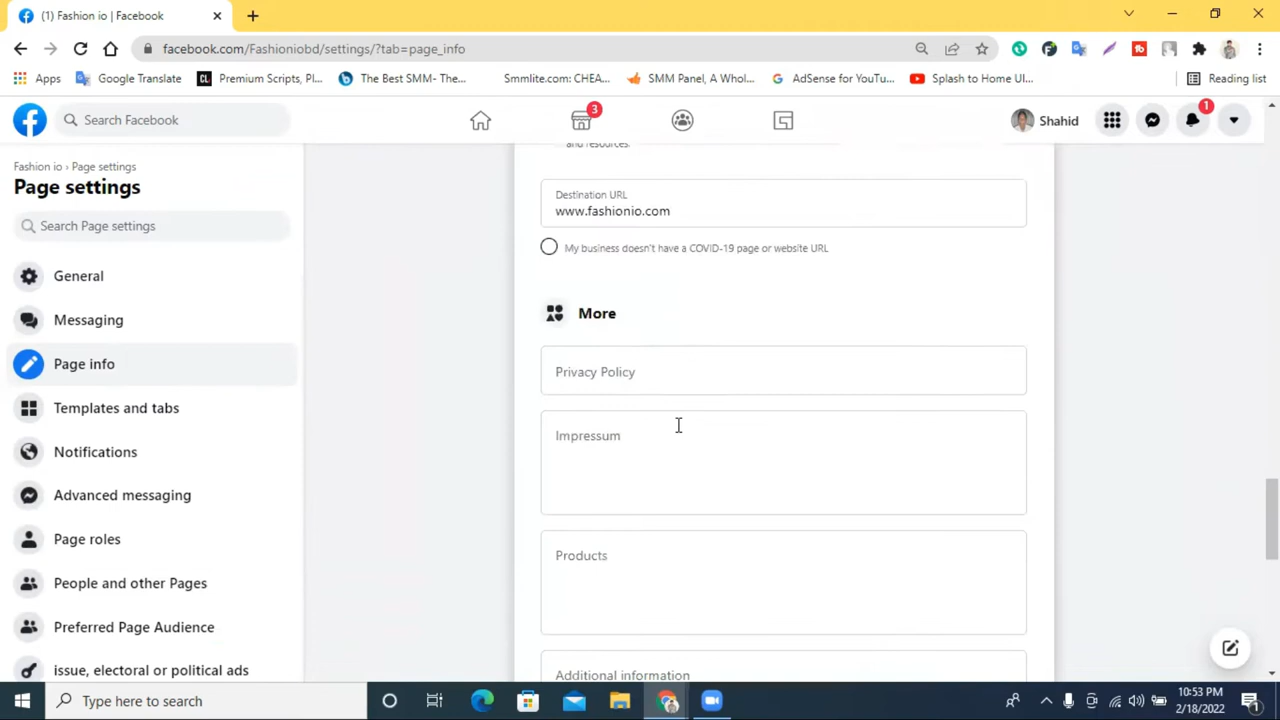 (1) Fashion io | Facebook
facebook.com/Fashioniobd/settings/?tab=page_info
Apps Google Translate CL Premium Scripts, Pl... The Best SMM- The... Smmlite.com: CHEA... SMM Panel, A Whol... AdSense for YouTu... Splash to Home UI... Reading list
Search Facebook 3 Shahid 1
Fashion io › Page settings
Page settings
Search Page settings
General
Messaging
Page info
Templates and tabs
Notifications
Advanced messaging
Page roles
People and other Pages
Preferred Page Audience
issue, electoral or political ads
and resources.
Destination URL
www.fashionio.com
My business doesn't have a COVID-19 page or website URL
More
Privacy Policy
Impressum
Products
Additional information
Type here to search
10:53 PM
2/18/2022
1